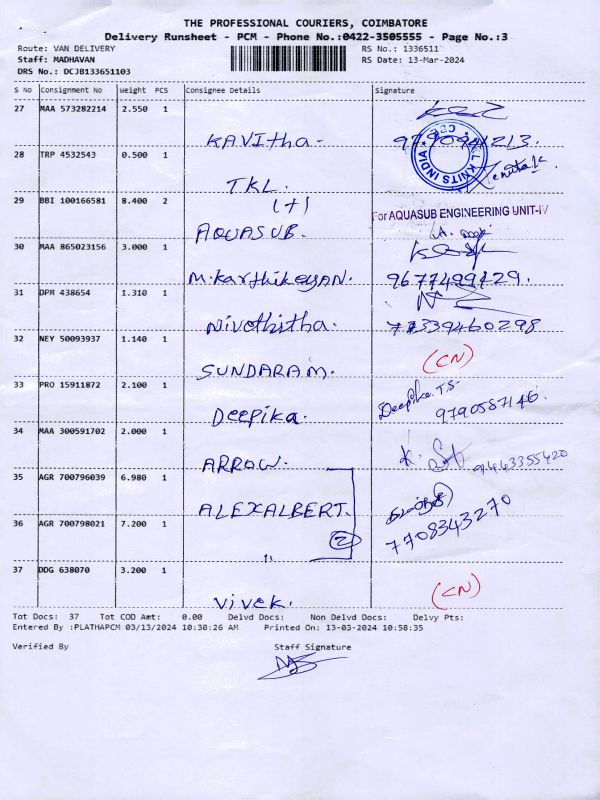 THE PROFESSIONAL COURIERS, COIMBATORE
Delivery Runsheet - PCM - Phone No.:0422-3505555 - Page No.:3
Route: VAN DELIVERY RS No.: 1336511
Staff: MADHAVAN RS Date: 13-Mar-2024
DRS No.: DCJB133651103
S No Consignment No Weight PCS Consignee Details Signature
27 MAA 573282214 2.550 1 KAVItha.
28 TRP 4532543 0.500 1 TKL. KNITS INDIA
(+)
29 BBI 100166581 8.400 2 AQUASUB. For AQUASUB ENGINEERING UNIT-IV
30 MAA 865023156 3.000 1 M.KarthikeyAN. 9677499129.
31 DPM 438654 1.310 1 Nivethitha. 77339460298
32 NEY 50093937 1.140 1 SUNDARAM. (CN)
33 PRO 15911872 2.100 1 Deepika. Deepika.T.S- 9790587146.
34 MAA 300591702 2.000 1 ARROW. 9443355420
35 AGR 700796039 6.980 1 ALEXALBERT. 7708343270
36 AGR 700798021 7.200 1 " (2)
37 DDG 638070 3.200 1 Vivek. (CN)
Tot Docs: 37 Tot COD Amt: 0.00 Delvd Docs: Non Delvd Docs: Delvy Pts:
Entered By :PLATHAPCM 03/13/2024 10:38:26 AM Printed On: 13-03-2024 10:58:35
Verified By Staff Signature